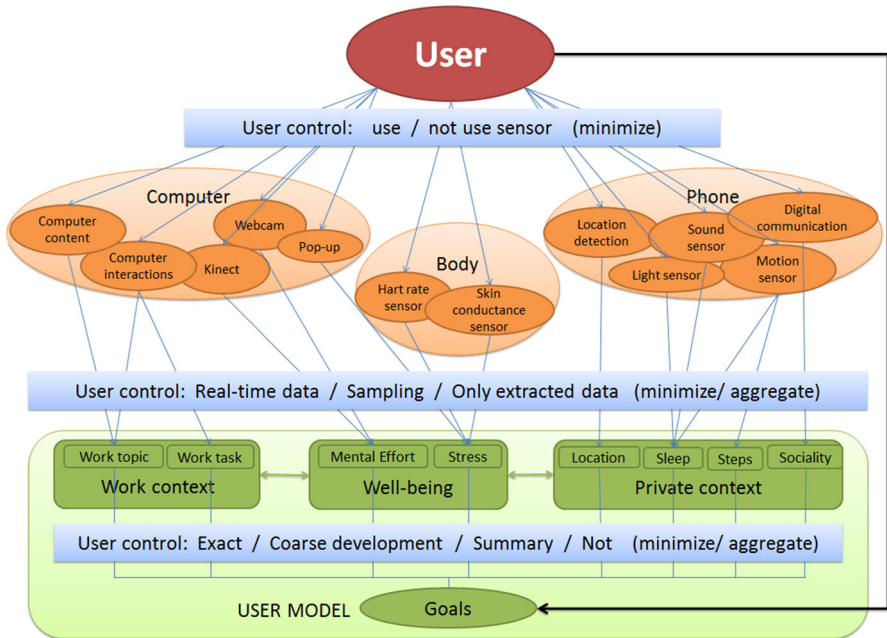 User
User control:   use  /  not use sensor   (minimize)
Computer
Phone
Body
Computer
content
Computer
interactions
Webcam
Kinect
Pop-up
Hart rate
sensor
Skin
conductance
sensor
Location
detection
Sound
sensor
Digital
communication
Light sensor
Motion
sensor
User control:  Real-time data  /  Sampling  /  Only extracted data  (minimize/ aggregate)
Work topic
Work task
Work context
Mental Effort
Stress
Well-being
Location
Sleep
Steps
Sociality
Private context
User control:  Exact  /  Coarse development  /  Summary  /  Not   (minimize/ aggregate)
USER MODEL
Goals